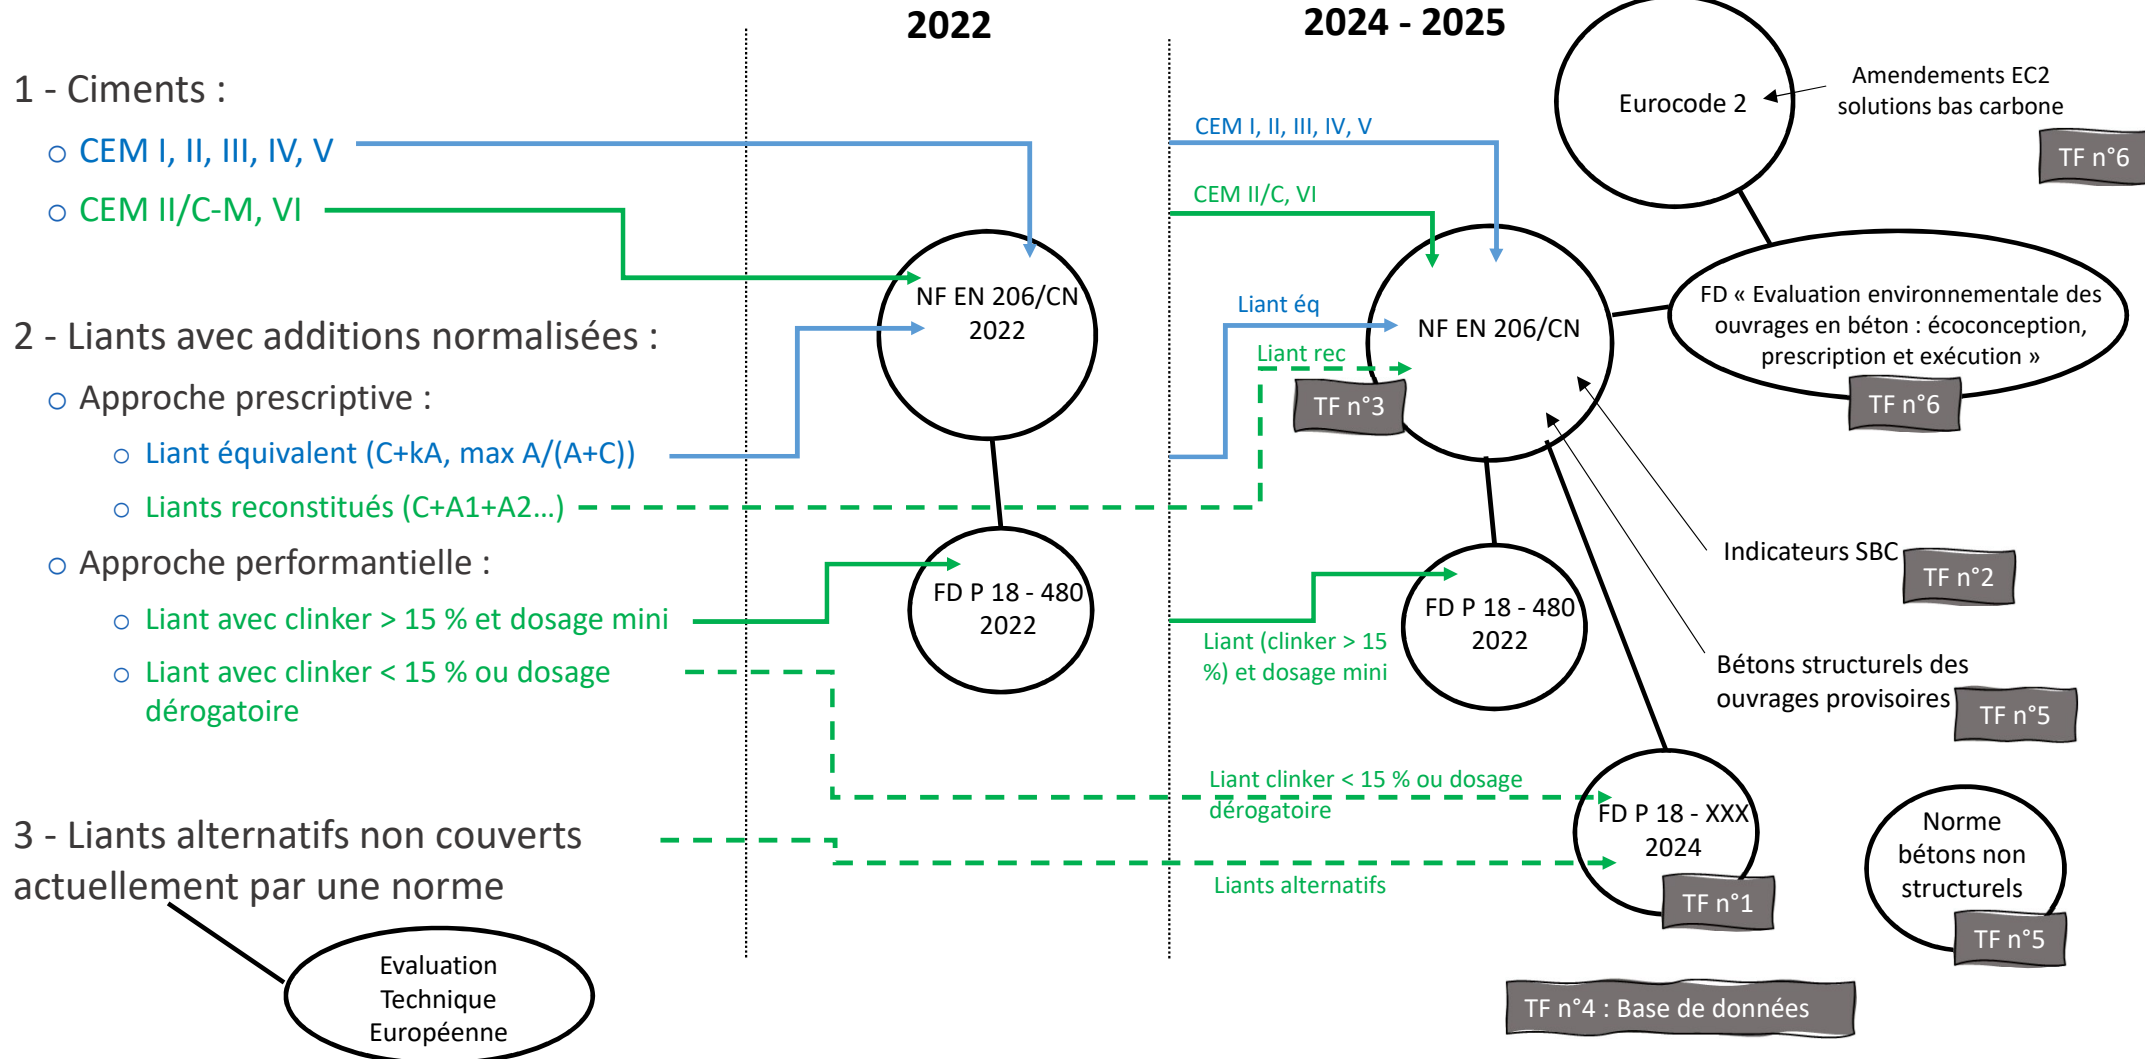 2022
2024 - 2025
1 - Ciments :
CEM I, II, III, IV, V
CEM II/C-M, VI
2 - Liants avec additions normalisées :
Approche prescriptive :
Liant équivalent (C+kA, max A/(A+C))
Liants reconstitués (C+A1+A2...)
Approche performantielle :
Liant avec clinker > 15 % et dosage mini
Liant avec clinker < 15 % ou dosage
dérogatoire
3 - Liants alternatifs non couverts
actuellement par une norme
Evaluation
Technique
Européenne
NF EN 206/CN
2022
FD P 18 - 480
2022
CEM I, II, III, IV, V
CEM II/C, VI
Liant éq
Liant rec
TF n°3
NF EN 206/CN
Liant (clinker > 15
%) et dosage mini
FD P 18 - 480
2022
Liant clinker < 15 % ou dosage
dérogatoire
Liants alternatifs
FD P 18 - XXX
2024
TF n°1
Eurocode 2
Amendements EC2
solutions bas carbone
TF n°6
FD « Evaluation environnementale des
ouvrages en béton : écoconception,
prescription et exécution »
TF n°6
Indicateurs SBC
TF n°2
Bétons structurels des
ouvrages provisoires
TF n°5
Norme
bétons non
structurels
TF n°5
TF n°4 : Base de données